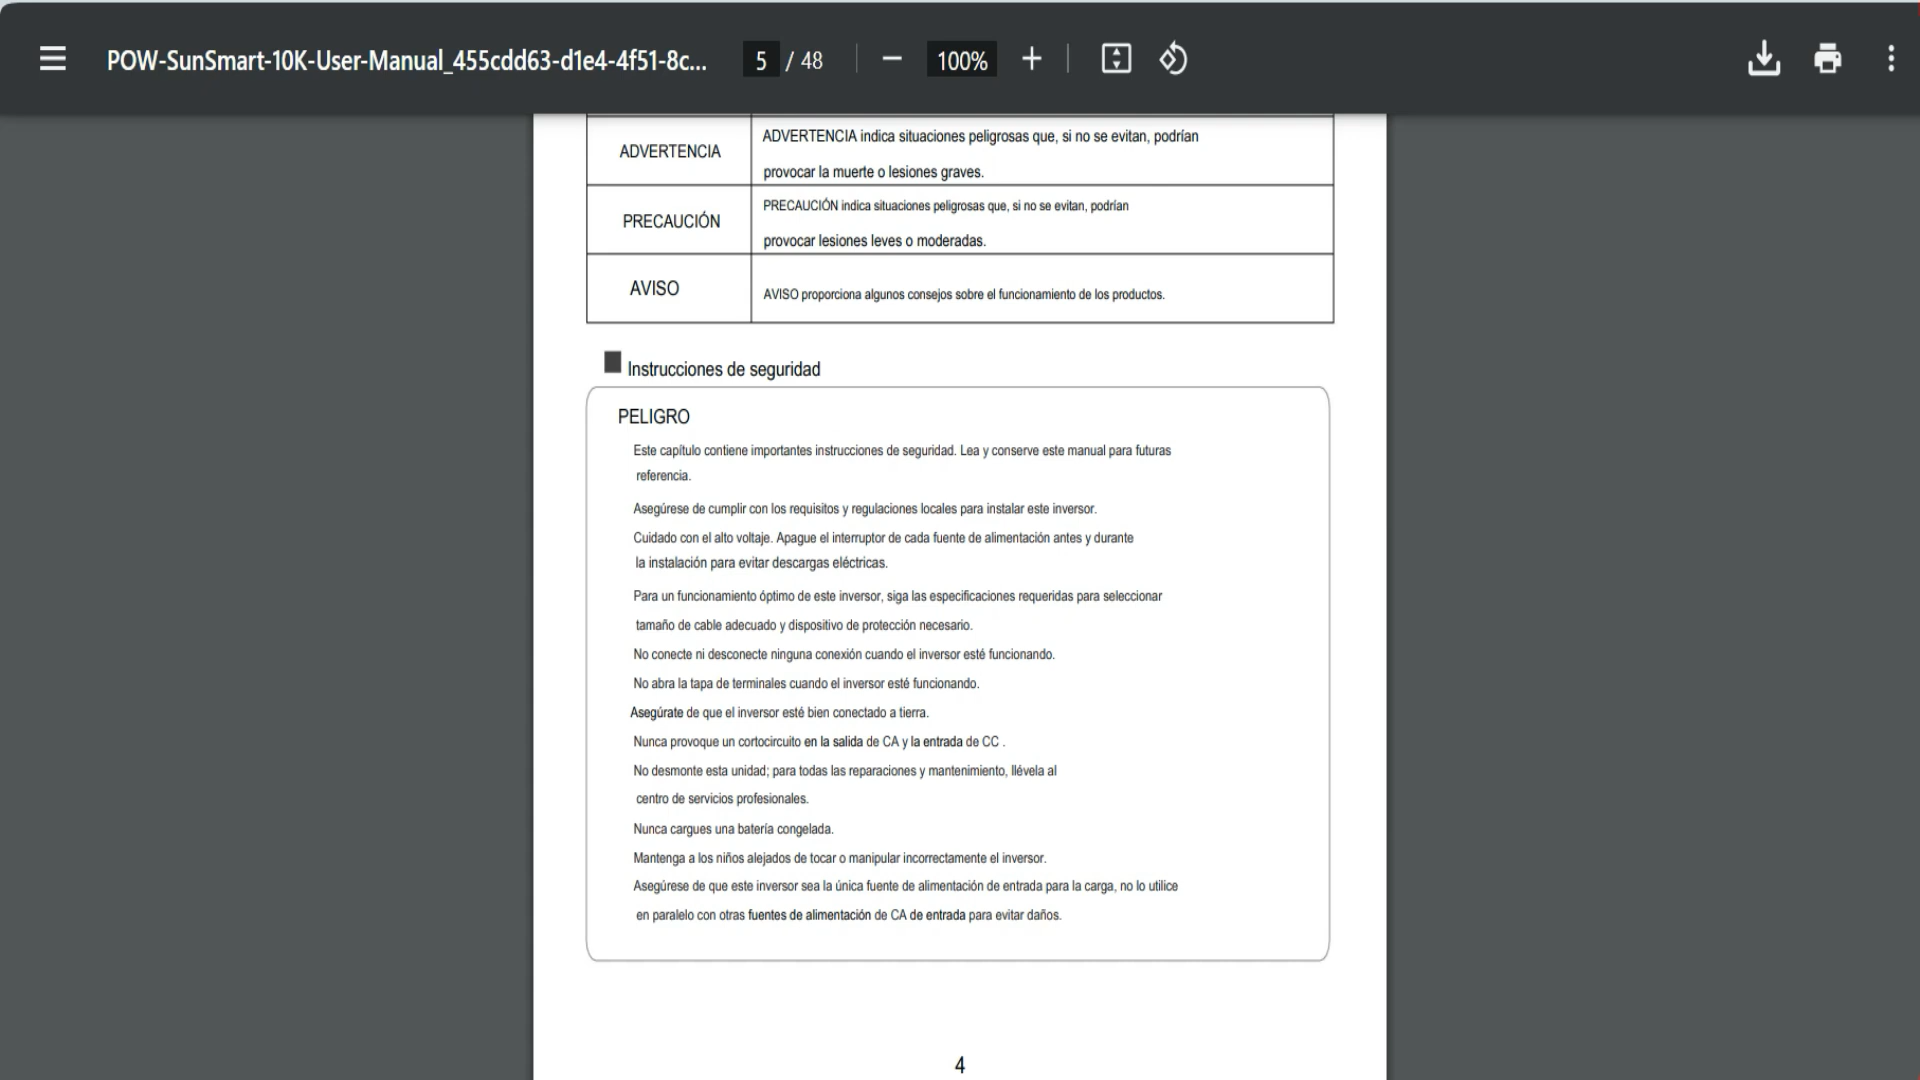 POW-SunSmart-10K-User-Manual_455cdd63-d1e4-4f51-8c...
5 / 48
100%
ADVERTENCIA
ADVERTENCIA indica situaciones peligrosas que, si no se evitan, podrían
provocar la muerte o lesiones graves.
PRECAUCIÓN
PRECAUCIÓN indica situaciones peligrosas que, si no se evitan, podrían
provocar lesiones leves o moderadas.
AVISO
AVISO proporciona algunos consejos sobre el funcionamiento de los productos.
Instrucciones de seguridad
PELIGRO
Este capítulo contiene importantes instrucciones de seguridad. Lea y conserve este manual para futuras
referencia.
Asegúrese de cumplir con los requisitos y regulaciones locales para instalar este inversor.
Cuidado con el alto voltaje. Apague el interruptor de cada fuente de alimentación antes y durante
la instalación para evitar descargas eléctricas.
Para un funcionamiento óptimo de este inversor, siga las especificaciones requeridas para seleccionar
tamaño de cable adecuado y dispositivo de protección necesario.
No conecte ni desconecte ninguna conexión cuando el inversor esté funcionando.
No abra la tapa de terminales cuando el inversor esté funcionando.
Asegúrate de que el inversor esté bien conectado a tierra.
Nunca provoque un cortocircuito en la salida de CA y la entrada de CC .
No desmonte esta unidad; para todas las reparaciones y mantenimiento, llévela al
centro de servicios profesionales.
Nunca cargues una batería congelada.
Mantenga a los niños alejados de tocar o manipular incorrectamente el inversor.
Asegúrese de que este inversor sea la única fuente de alimentación de entrada para la carga, no lo utilice
en paralelo con otras fuentes de alimentación de CA de entrada para evitar daños.
4